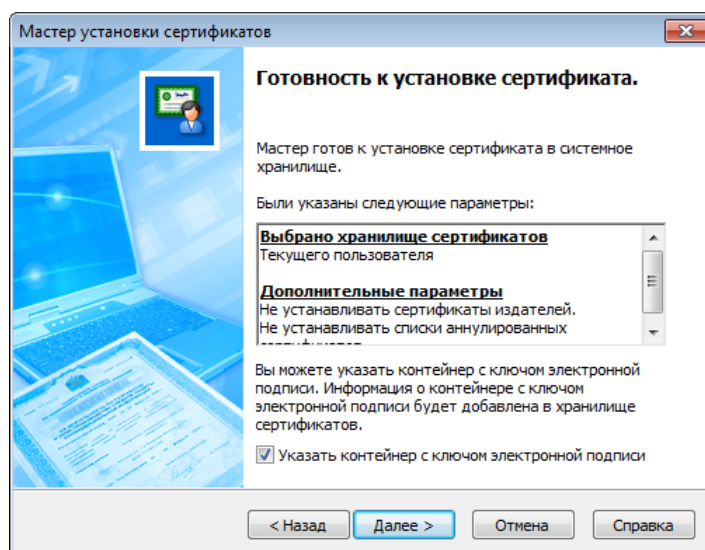 Мастер установки сертификатов
Готовность к установке сертификата.
Мастер готов к установке сертификата в системное
хранилище.
Были указаны следующие параметры:
Выбрано хранилище сертификатов
Текущего пользователя
Дополнительные параметры
Не устанавливать сертификаты издателей.
Не устанавливать списки аннулированных
Вы можете указать контейнер с ключом электронной
подписи. Информация о контейнере с ключом
электронной подписи будет добавлена в хранилище
сертификатов.
Указать контейнер с ключом электронной подписи
< Назад
Далее >
Отмена
Справка